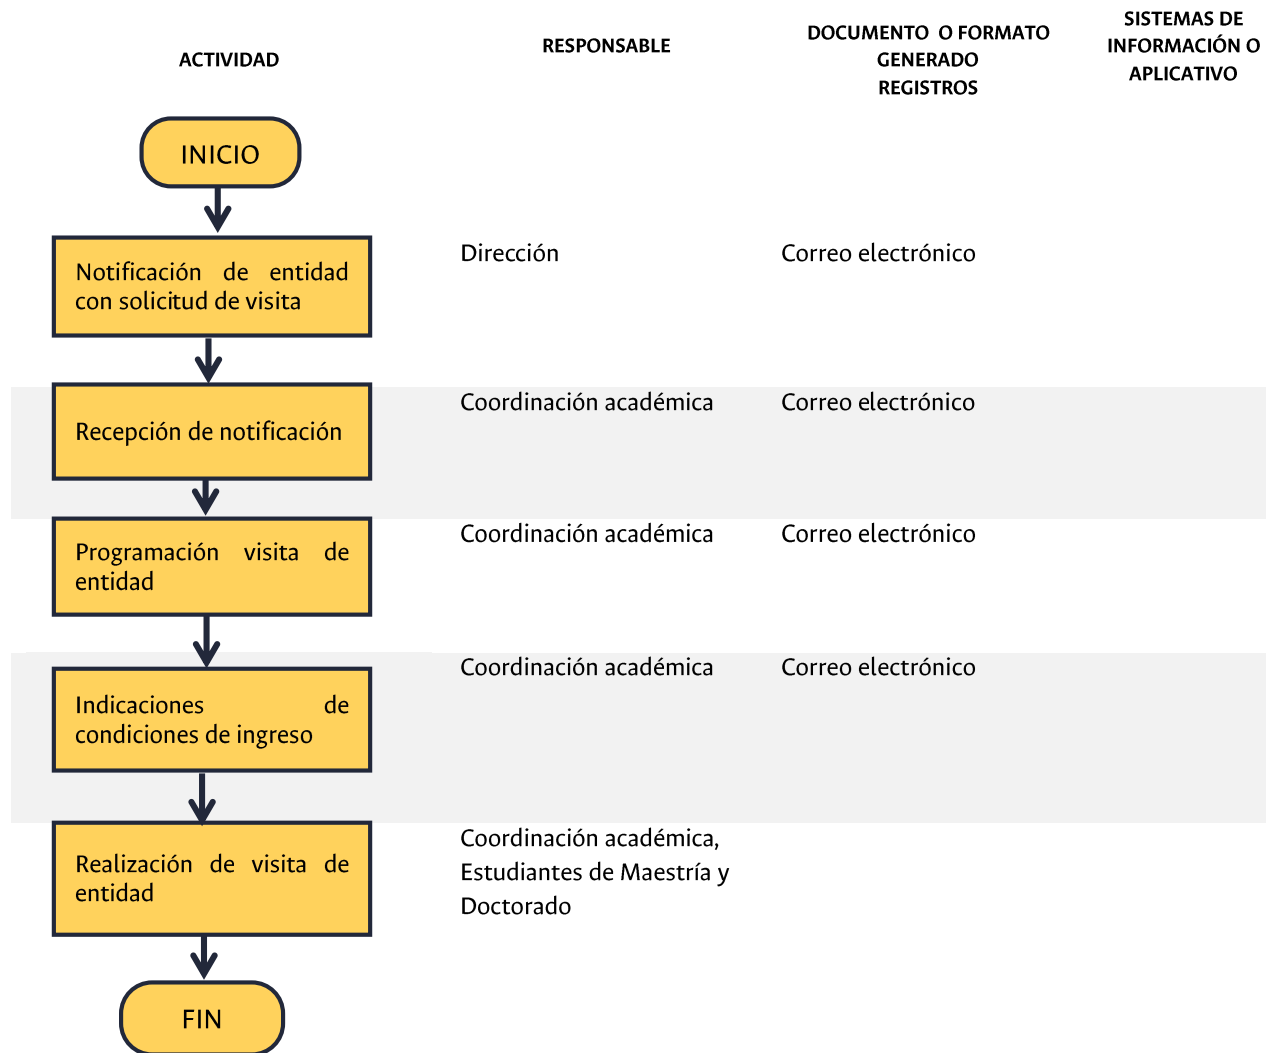 ACTIVIDAD
RESPONSABLE
DOCUMENTO O FORMATO
GENERADO
REGISTROS
SISTEMAS DE
INFORMACIÓN O
APLICATIVO
INICIO
Notificación de entidad
con solicitud de visita
Dirección
Correo electrónico
Recepción de notificación
Coordinación académica
Correo electrónico
Programación visita de
entidad
Coordinación académica
Correo electrónico
Indicaciones de
condiciones de ingreso
Coordinación académica
Correo electrónico
Realización de visita de
entidad
Coordinación académica,
Estudiantes de Maestría y
Doctorado
FIN